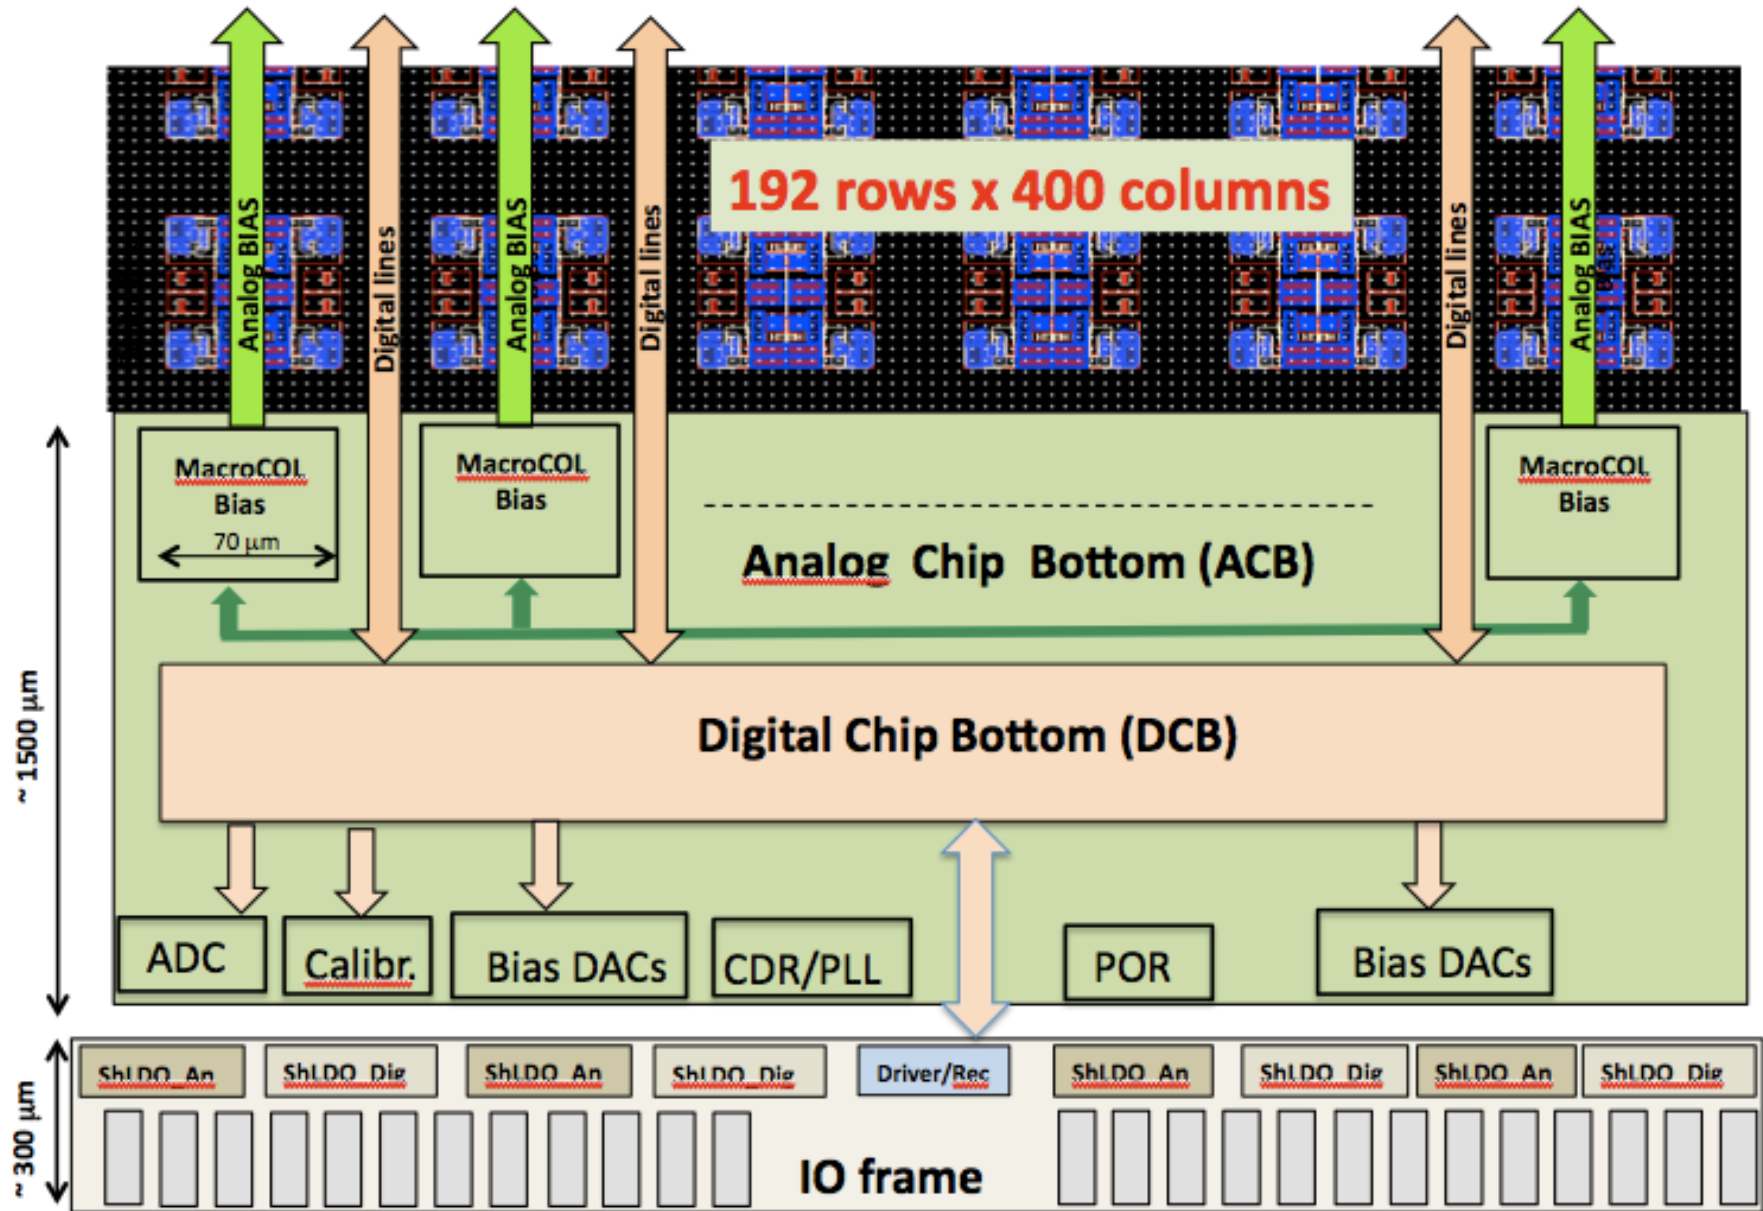 192 rows x 400 columns
Analog BIAS
Digital lines
Analog BIAS
Digital lines
Digital lines
Analog BIAS
Bias
MacroCOL
Bias
70 μm
MacroCOL
Bias
MacroCOL
Bias
Analog Chip Bottom (ACB)
~ 1500 μm
Digital Chip Bottom (DCB)
ADC
Calibr.
Bias DACs
CDR/PLL
POR
Bias DACs
~ 300 μm
ShLDO_An
ShLDO_Dig
ShLDO_An
ShLDO_Dig
Driver/Rec
ShLDO_An
ShLDO_Dig
ShLDO_An
ShLDO_Dig
IO frame